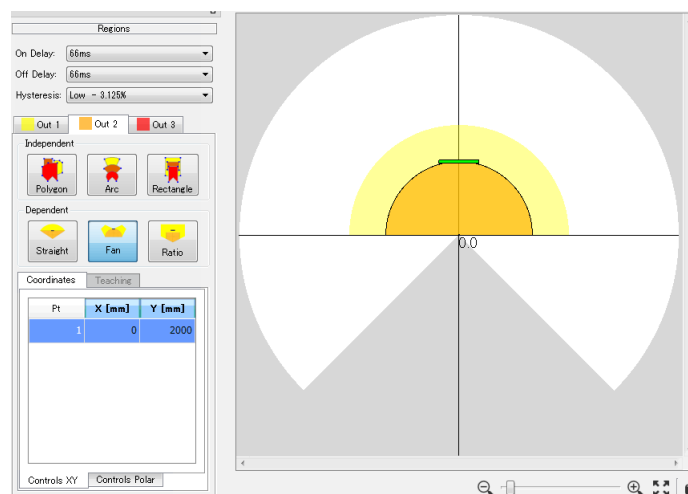 Regions
On Delay: 66ms
Off Delay: 66ms
Hysteresis: Low - 3.125%
Out 1 Out 2 Out 3
Independent
Polygon Arc Rectangle
Dependent
Straight Fan Ratio
Coordinates Teaching
Pt X [mm] Y [mm]
1 0 2000
0.0
Controls XY Controls Polar